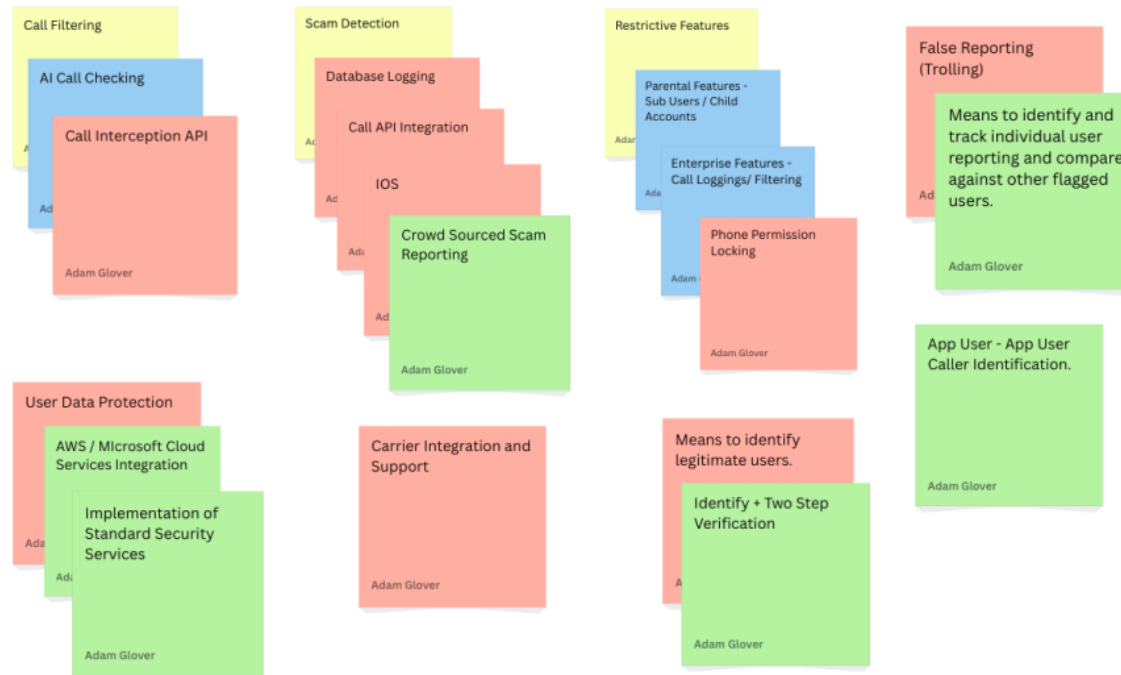 Call Filtering
AI Call Checking
Call Interception API
Ad
Adam Glover
Scam Detection
Database Logging
Call API Integration
IOS
Crowd Sourced Scam
Reporting
Adam Glover
Restrictive Features
Parental Features -
Sub Users / Child
Accounts
Enterprise Features -
Call Loggings/ Filtering
Phone Permission
Locking
Adam Glover
False Reporting
(Trolling)
Means to identify and
track individual user
reporting and compare
against other flagged
users.
Adam Glover
App User - App User
Caller Identification.
Adam Glover
User Data Protection
AWS / MIcrosoft Cloud
Services Integration
Implementation of
Standard Security
Services
Adam Glover
Carrier Integration and
Support
Adam Glover
Means to identify
legitimate users.
Identify + Two Step
Verification
Adam Glover